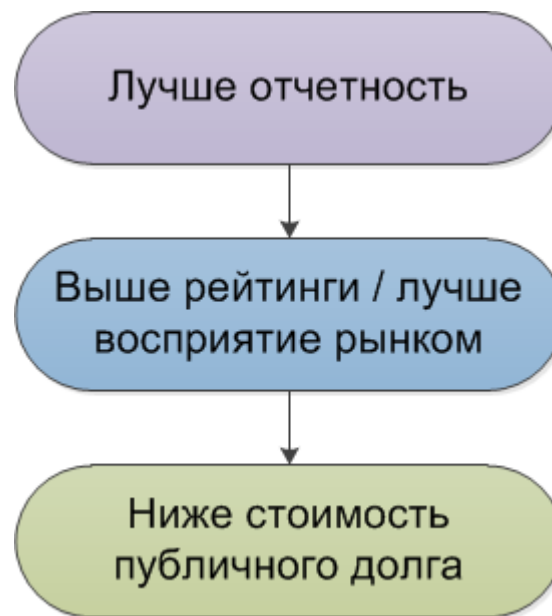 Лучше отчетность
Выше рейтинги / лучше
восприятие рынком
Ниже стоимость
публичного долга